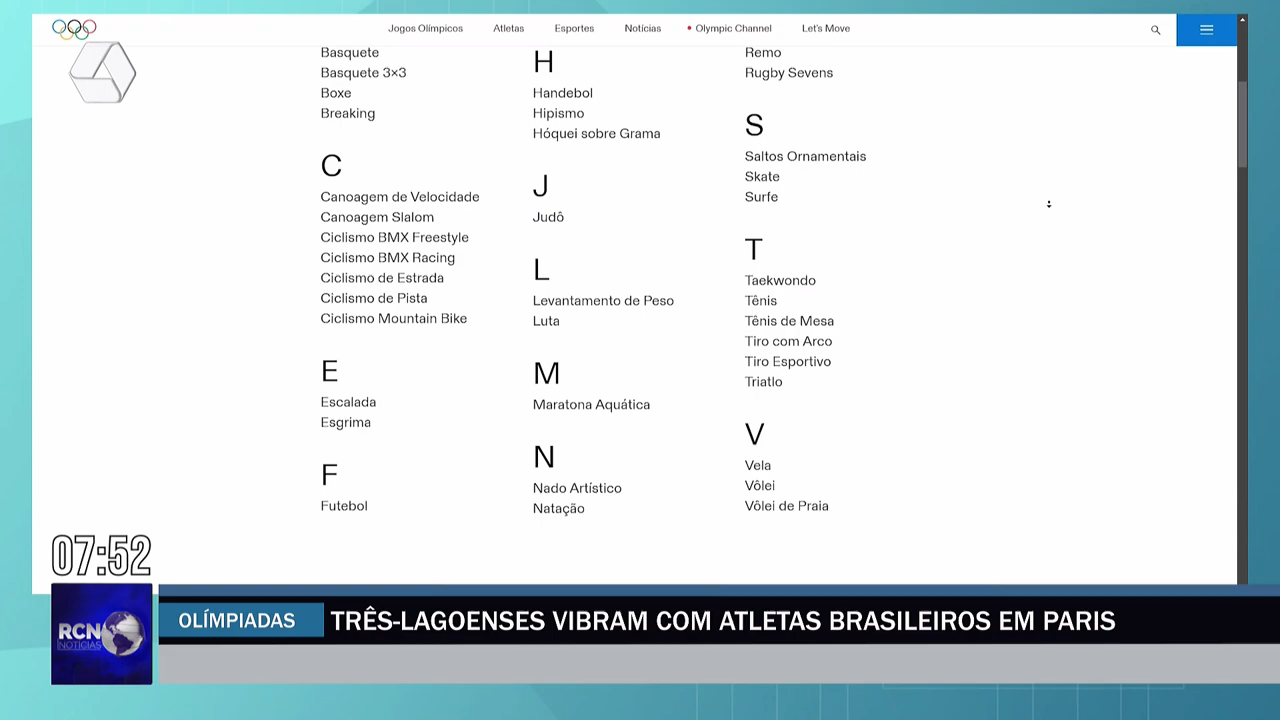 Jogos Olímpicos
Atletas
Esportes
Notícias
Olympic Channel
Let's Move
Basquete
Basquete 3×3
Boxe
Breaking
C
Canoagem de Velocidade
Canoagem Slalom
Ciclismo BMX Freestyle
Ciclismo BMX Racing
Ciclismo de Estrada
Ciclismo de Pista
Ciclismo Mountain Bike
E
Escalada
Esgrima
F
Futebol
H
Handebol
Hipismo
Hóquei sobre Grama
J
Judô
L
Levantamento de Peso
Luta
M
Maratona Aquática
N
Nado Artístico
Natação
Remo
Rugby Sevens
S
Saltos Ornamentais
Skate
Surfe
T
Taekwondo
Tênis
Tênis de Mesa
Tiro com Arco
Tiro Esportivo
Triatlo
V
Vela
Vôlei
Vôlei de Praia
07:52
RCN
NOTÍCIAS
OLÍMPIADAS
TRÊS-LAGOENSES VIBRAM COM ATLETAS BRASILEIROS EM PARIS